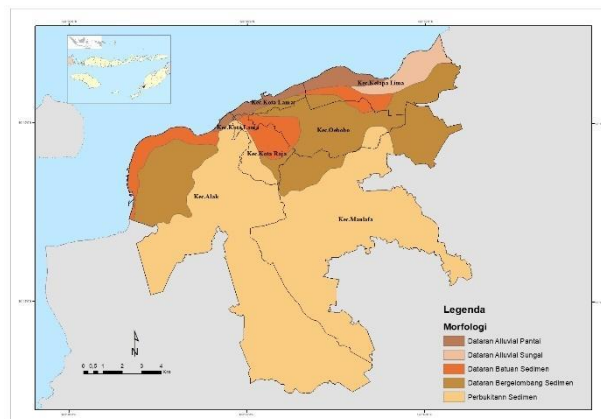 Kec.Kelapa Lima
Kec.Kota Lama
Kec.Kota Lama
Kec.Oebobo
Kec.Kota Raja
Kec.Alak
Kec.Maulafa
N
0 0,5 1 2 3 4
Km
Legenda
Morfologi
Dataran Alluvial Pantai
Dataran Alluvial Sungai
Dataran Batuan Sedimen
Dataran Bergelombang Sedimen
Perbukitann Sedimen